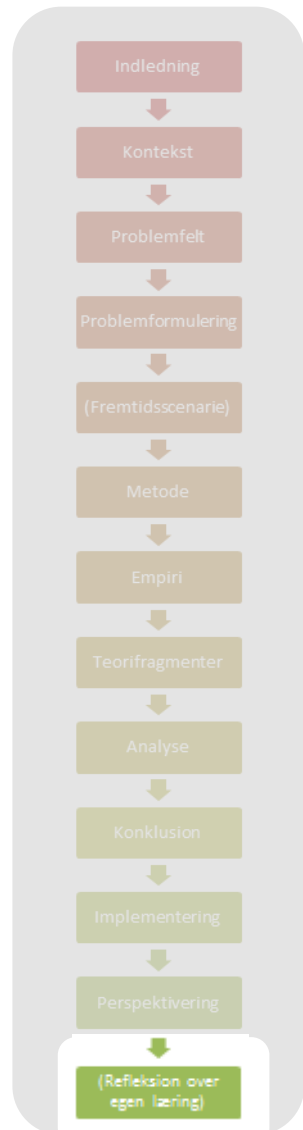 Indledning
Kontekst
Problemfelt
Problemformulering
(Fremtidsscenarie)
Metode
Empiri
Teorifragmenter
Analyse
Konklusion
Implementering
Perspektivering
(Refleksion over
egen læring)